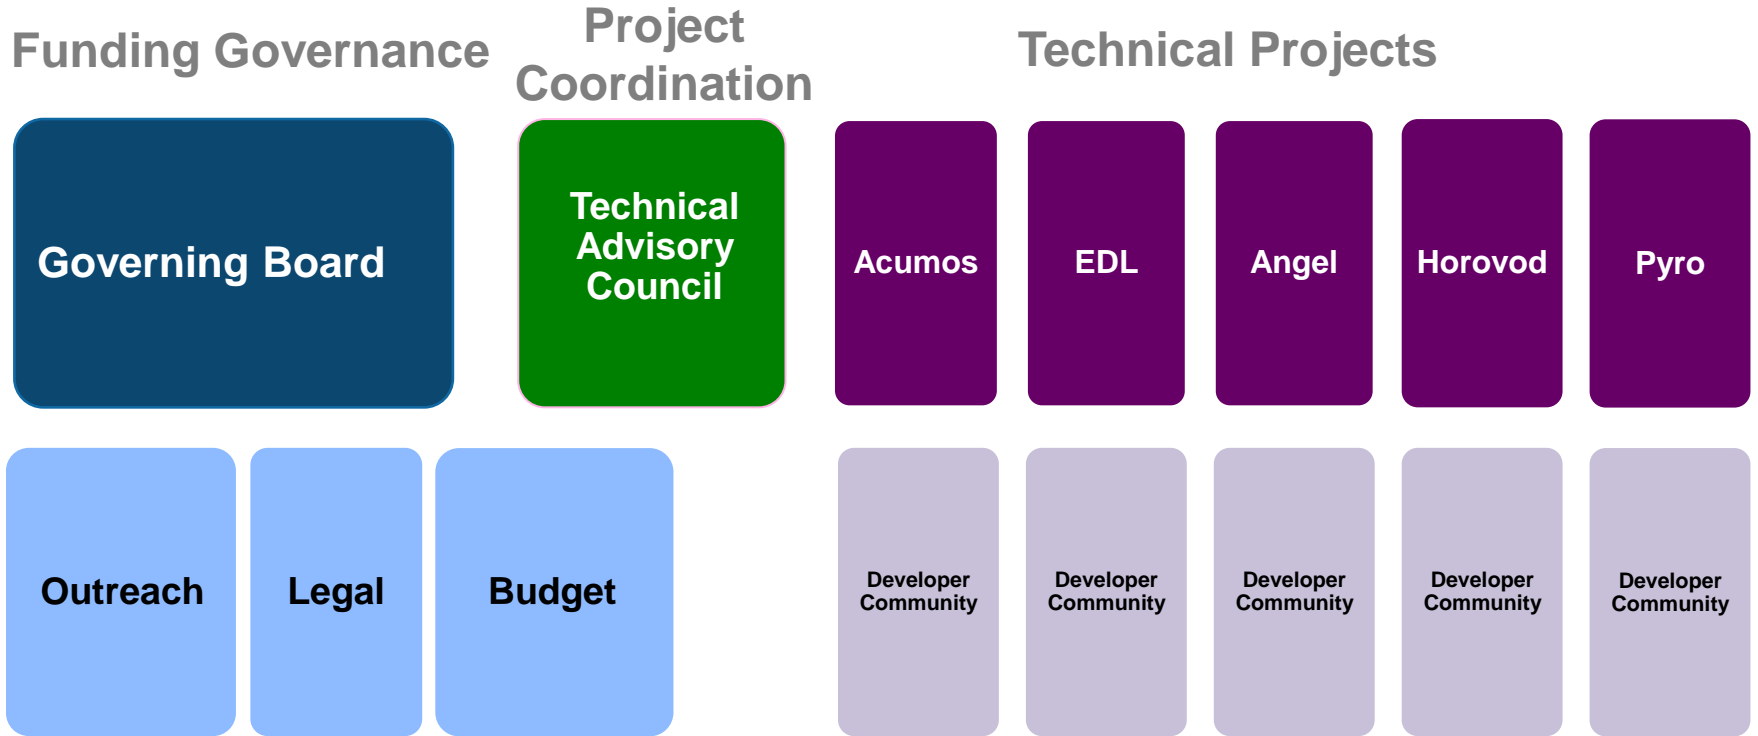 Funding Governance
Project
Coordination
Technical Projects
Governing Board
Technical
Advisory
Council
Acumos
EDL
Angel
Horovod
Pyro
Outreach
Legal
Budget
Developer
Community
Developer
Community
Developer
Community
Developer
Community
Developer
Community